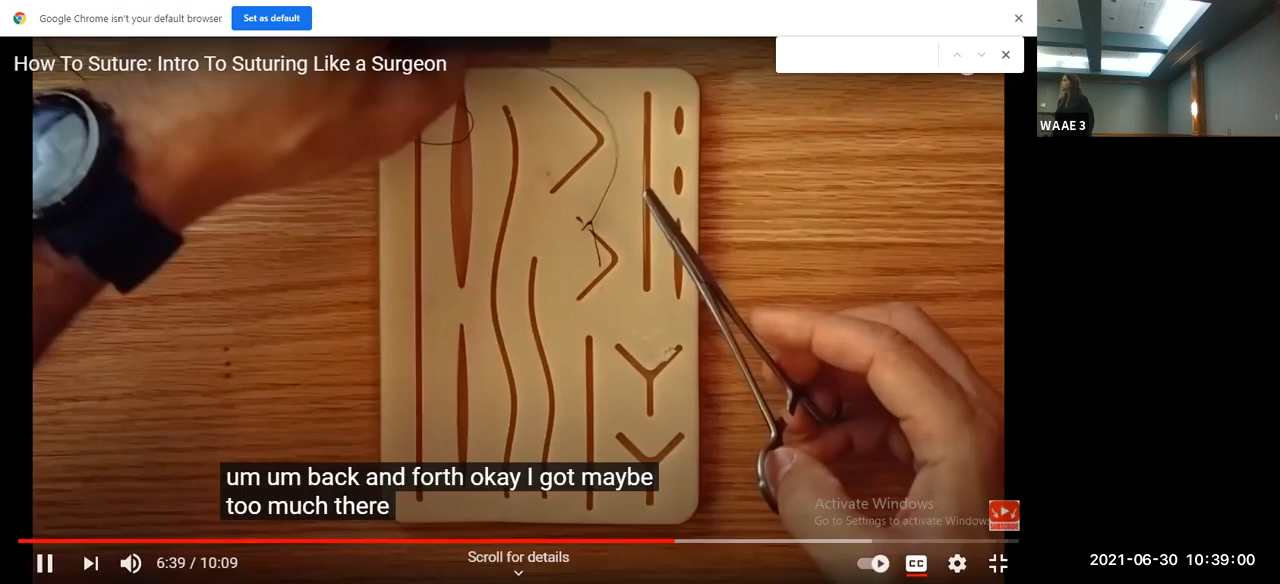 Google Chrome isn't your default browser
Set as default
How To Suture: Intro To Suturing Like a Surgeon
WAAE 3
um um back and forth okay I got maybe
too much there
Activate Windows
Go to Settings to activate Windows
SUBSCRIBE
6:39 / 10:09
Scroll for details
CC
2021-06-30 10:39:00